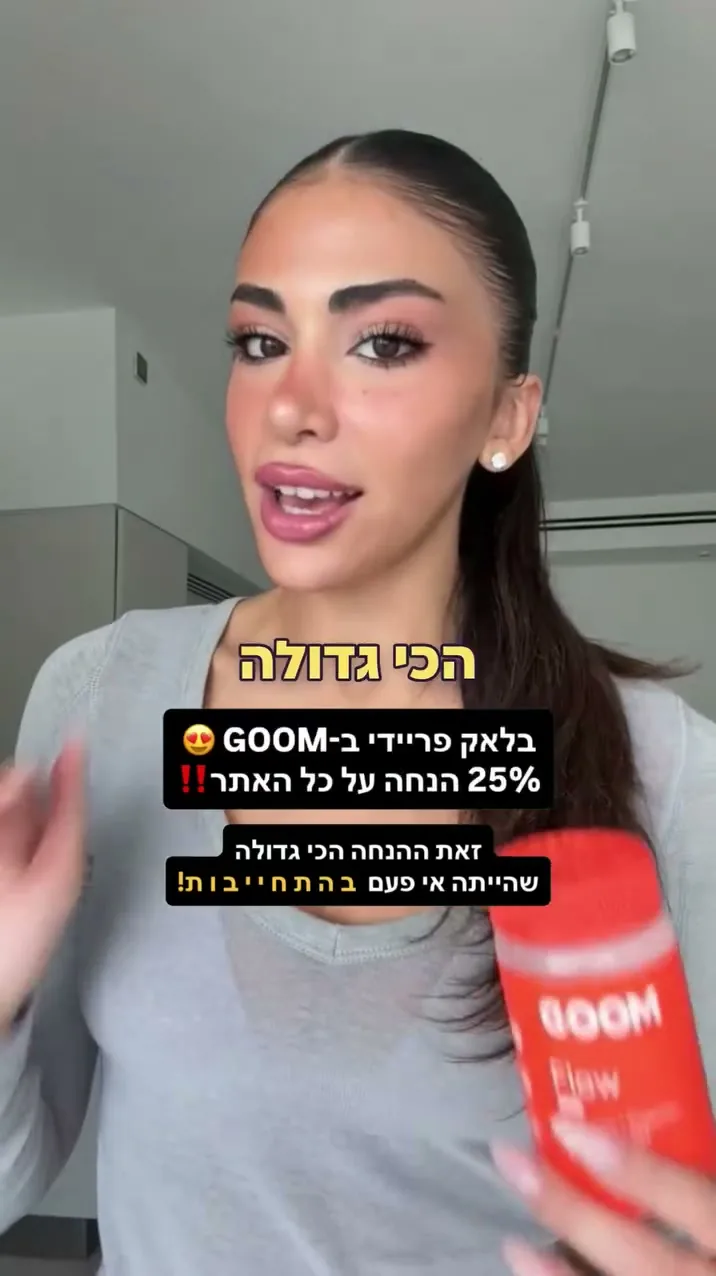 הכי גדולה
בלאק פריידי ב-GOOM 😍
25% הנחה על כל האתר‼️
זאת ההנחה הכי גדולה
שהייתה אי פעם בהתחייבות!
GOOM
Flaw